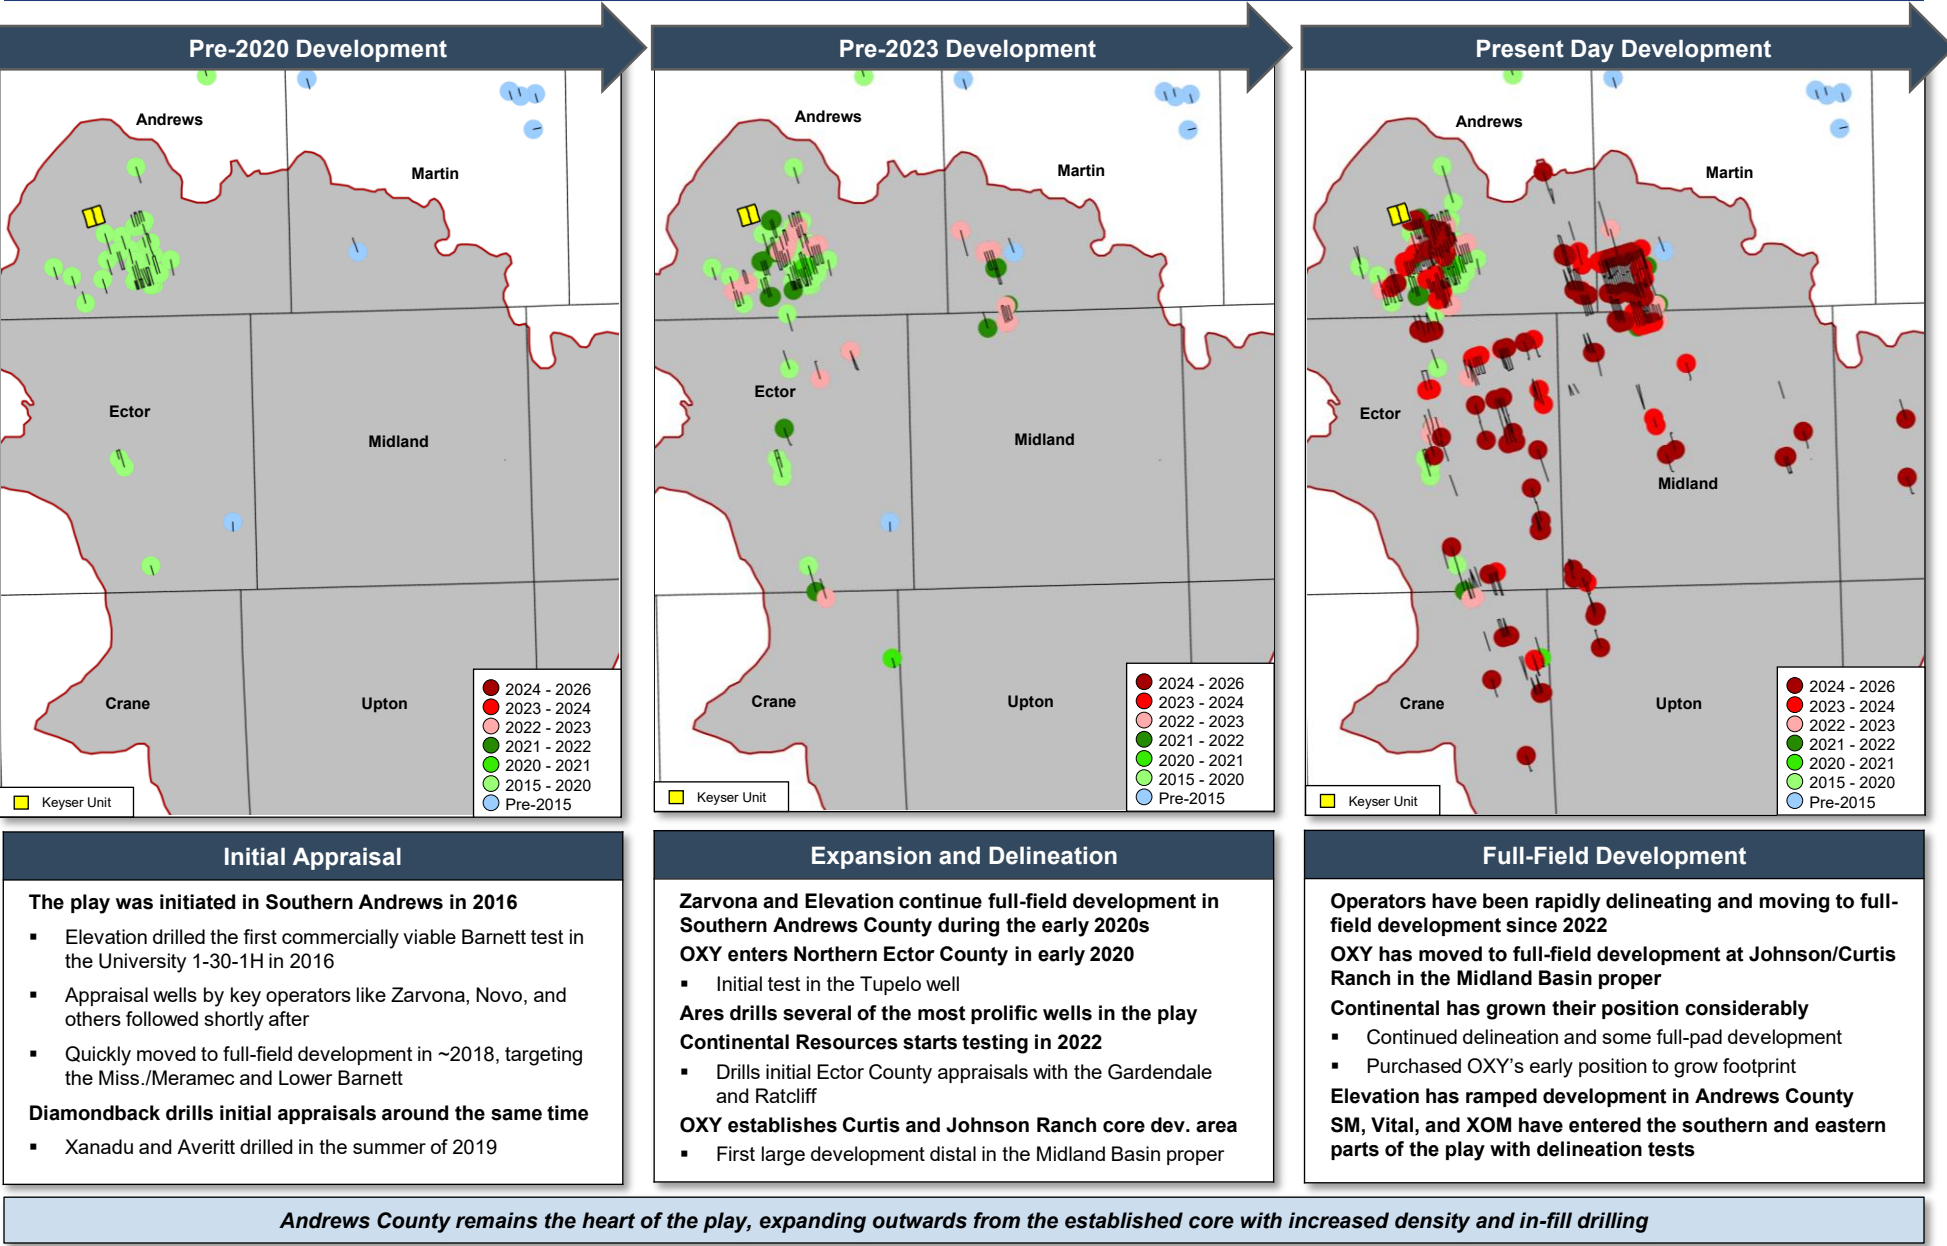 Pre-2020 Development
Pre-2023 Development
Present Day Development
Andrews
Martin
Ector
Midland
Crane
Upton
2024 - 2026
2023 - 2024
2022 - 2023
2021 - 2022
2020 - 2021
2015 - 2020
Pre-2015
Keyser Unit
Andrews
Martin
Ector
Midland
Crane
Upton
2024 - 2026
2023 - 2024
2022 - 2023
2021 - 2022
2020 - 2021
2015 - 2020
Pre-2015
Keyser Unit
Andrews
Martin
Ector
Midland
Crane
Upton
2024 - 2026
2023 - 2024
2022 - 2023
2021 - 2022
2020 - 2021
2015 - 2020
Pre-2015
Keyser Unit
Initial Appraisal
The play was initiated in Southern Andrews in 2016
▪ Elevation drilled the first commercially viable Barnett test in
the University 1-30-1H in 2016
▪ Appraisal wells by key operators like Zarvona, Novo, and
others followed shortly after
▪ Quickly moved to full-field development in ~2018, targeting
the Miss./Meramec and Lower Barnett
Diamondback drills initial appraisals around the same time
▪ Xanadu and Averitt drilled in the summer of 2019
Expansion and Delineation
Zarvona and Elevation continue full-field development in
Southern Andrews County during the early 2020s
OXY enters Northern Ector County in early 2020
▪ Initial test in the Tupelo well
Ares drills several of the most prolific wells in the play
Continental Resources starts testing in 2022
▪ Drills initial Ector County appraisals with the Gardendale
and Ratcliff
OXY establishes Curtis and Johnson Ranch core dev. area
▪ First large development distal in the Midland Basin proper
Full-Field Development
Operators have been rapidly delineating and moving to full-
field development since 2022
OXY has moved to full-field development at Johnson/Curtis
Ranch in the Midland Basin proper
Continental has grown their position considerably
▪ Continued delineation and some full-pad development
▪ Purchased OXY’s early position to grow footprint
Elevation has ramped development in Andrews County
SM, Vital, and XOM have entered the southern and eastern
parts of the play with delineation tests
Andrews County remains the heart of the play, expanding outwards from the established core with increased density and in-fill drilling